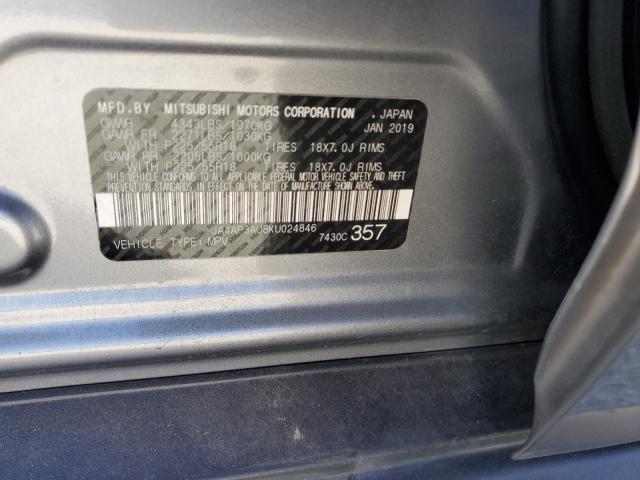 MFD.BY MITSUBISHI MOTORS CORPORATION . JAPAN
GVWR 4343LBS/1970KG JAN 2019
GAWR FR 2270LBS/1030KG
WITH P225/55R18 TIRES 18X7.0J RIMS
GAWR RR 2205LBS/1000KG
WITH P225/55R18 TIRES 18X7.0J RIMS
THIS VEHICLE CONFORMS TO ALL APPLICABLE FEDERAL MOTOR VEHICLE SAFETY AND THEFT
PREVENTION STANDARDS IN EFFECT ON THE DATE OF MANUFACTURE SHOWN ABOVE.
JA4AP3AU8KU024846
VEHICLE TYPE:MPV 7430C 357